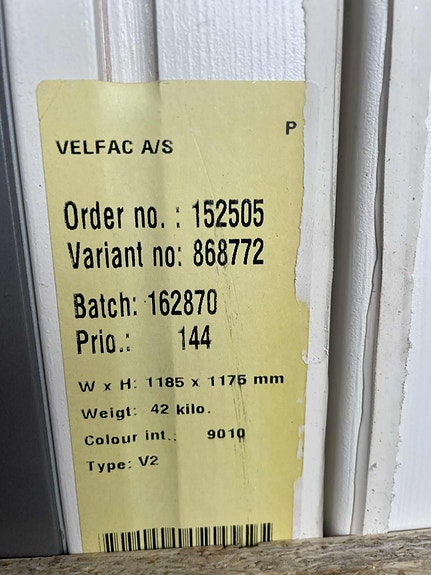 P
VELFAC A/S
Order no. : 152505
Variant no: 868772
Batch: 162870
Prio.: 144
W x H: 1185 x 1175 mm
Weigt: 42 kilo.
Colour int.: 9010
Type: V2